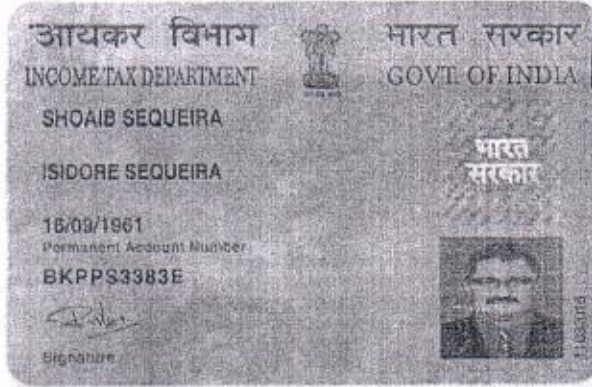 आयकर विभाग
INCOME TAX DEPARTMENT
भारत सरकार
GOVT. OF INDIA
SHOAIB SEQUEIRA
ISIDORE SEQUEIRA
भारत
सरकार
16/09/1961
Permanent Account Number
BKPPS3383E
Signature